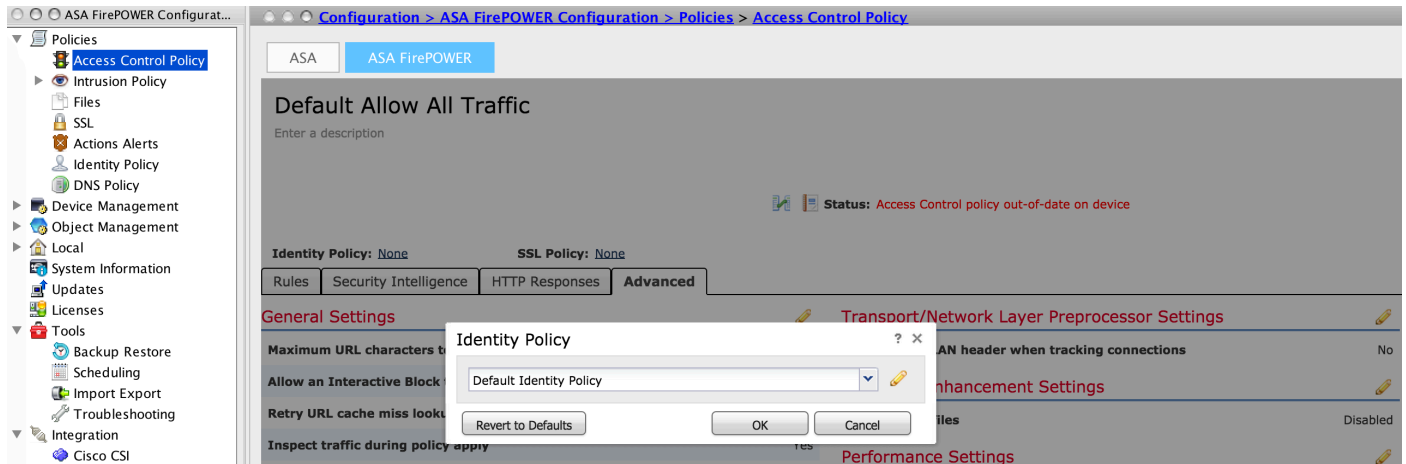 ASA FirePOWER Configurat...
Configuration > ASA FirePOWER Configuration > Policies > Access Control Policy
Policies
Access Control Policy
Intrusion Policy
Files
SSL
Actions Alerts
Identity Policy
DNS Policy
Device Management
Object Management
Local
System Information
Updates
Licenses
Tools
Backup Restore
Scheduling
Import Export
Troubleshooting
Integration
Cisco CSI
ASA
ASA FirePOWER
Default Allow All Traffic
Enter a description
Status: Access Control policy out-of-date on device
Identity Policy: None
SSL Policy: None
Rules
Security Intelligence
HTTP Responses
Advanced
General Settings
Maximum URL characters t
Allow an Interactive Block
Retry URL cache miss looku
Inspect traffic during policy apply Yes
Transport/Network Layer Preprocessor Settings
LAN header when tracking connections No
nhancement Settings
iles Disabled
Performance Settings
Identity Policy
?
Default Identity Policy
Revert to Defaults
OK
Cancel